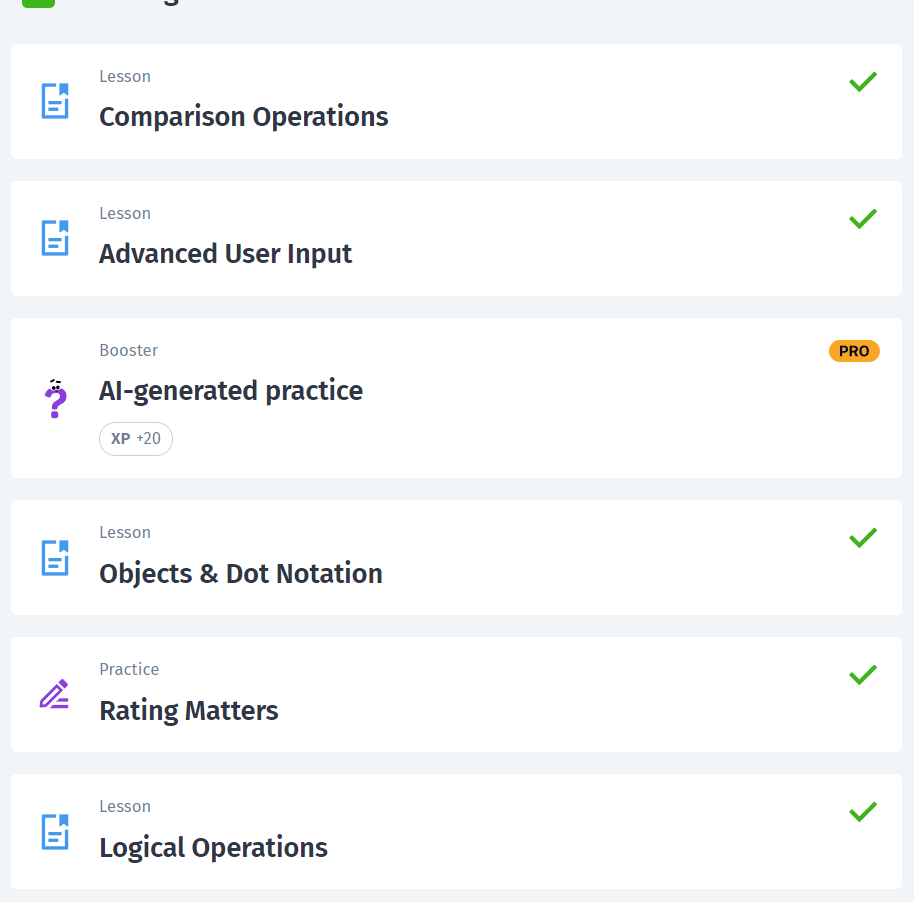 Lesson
Comparison Operations
Lesson
Advanced User Input
Booster
PRO
AI-generated practice
XP +20
Lesson
Objects & Dot Notation
Practice
Rating Matters
Lesson
Logical Operations